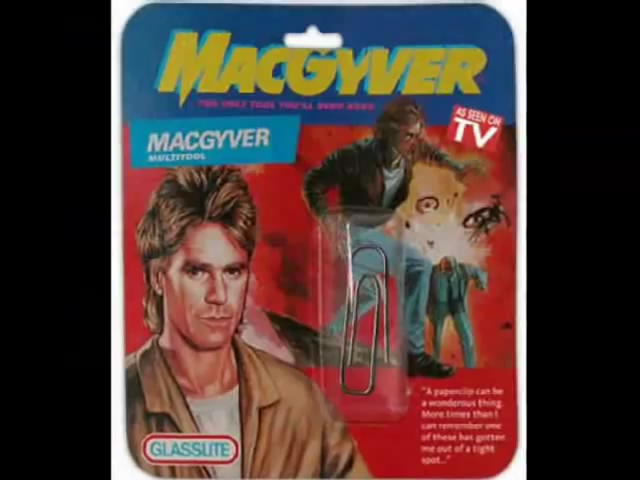 MACGYVER
THE ONLY TOOL YOU'LL EVER NEED
AS SEEN ON
TV
MACGYVER
MULTITOOL
"A paperclip can be
a wonderous thing.
More times than I
can remember one
of these has gotten
me out of a tight
spot..."
GLASSLITE